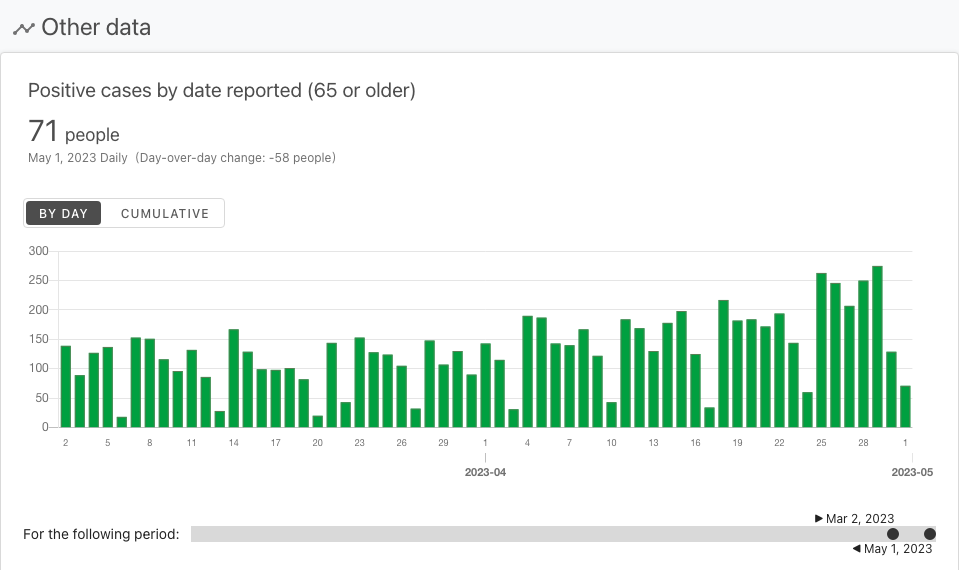 Other data
Positive cases by date reported (65 or older)
71 people
May 1, 2023 Daily (Day-over-day change: -58 people)
BY DAY CUMULATIVE
300
250
200
150
100
50
0
2 5 8 11 14 17 20 23 26 29 1 4 7 10 13 16 19 22 25 28 1
2023-04 2023-05
▶ Mar 2, 2023
For the following period:
◀ May 1, 2023